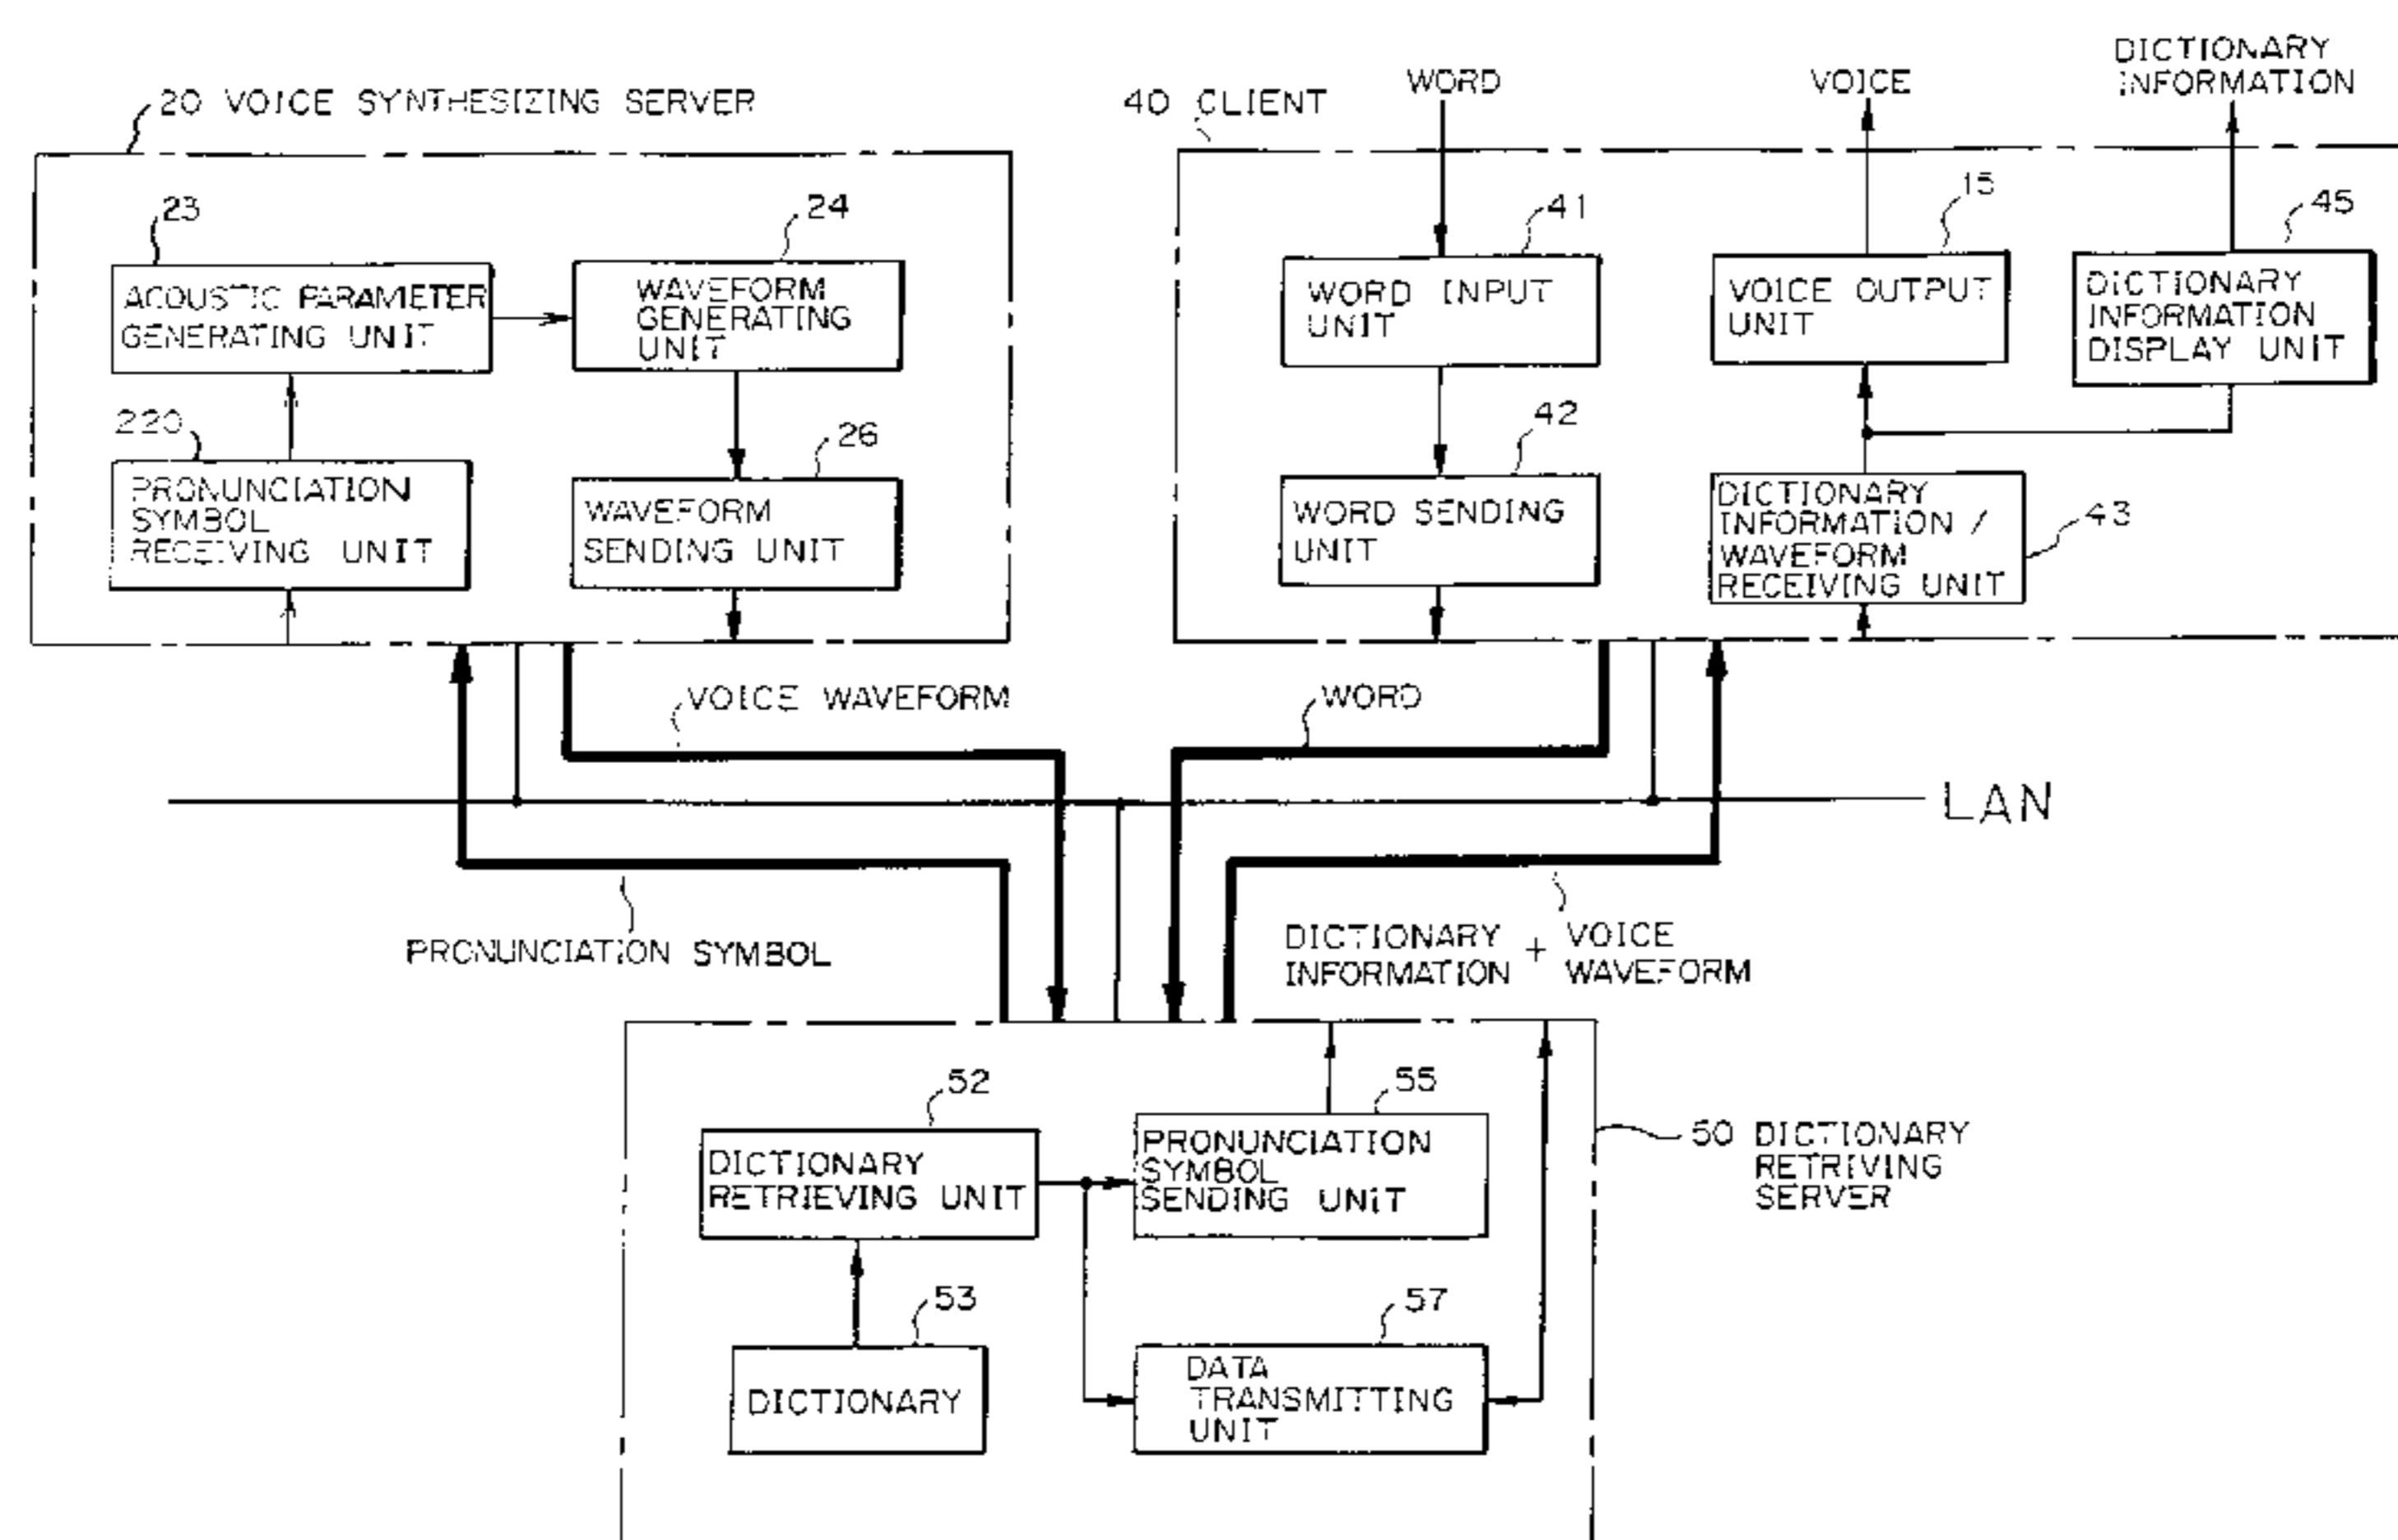 20 VOICE SYNTHESIZING SERVER
23
ACOUSTIC PARAMETER
GENERATING UNIT
24
WAVEFORM
GENERATING
UNIT
220
PRONUNCIATION
SYMBOL
RECEIVING UNIT
26
WAVEFORM
SENDING UNIT
40 CLIENT
WORD
VOICE
DICTIONARY
INFORMATION
41
WORD INPUT
UNIT
15
VOICE OUTPUT
UNIT
45
DICTIONARY
INFORMATION
DISPLAY UNIT
42
WORD SENDING
UNIT
DICTIONARY
INFORMATION /
WAVEFORM
RECEIVING UNIT
43
VOICE WAVEFORM
WORD
LAN
PRONUNCIATION SYMBOL
DICTIONARY
INFORMATION
+
VOICE
WAVEFORM
52
DICTIONARY
RETRIEVING UNIT
55
PRONUNCIATION
SYMBOL
SENDING UNIT
50 DICTIONARY
RETRIVING
SERVER
53
DICTIONARY
57
DATA
TRANSMITTING
UNIT